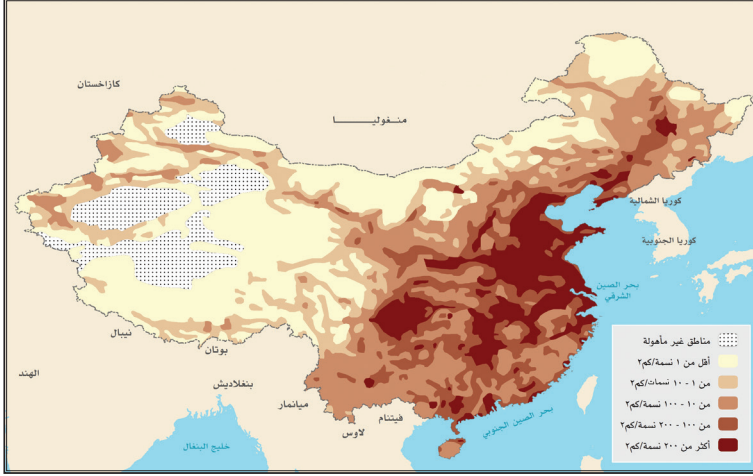 كازاخستان
منـغوليـــــا
كوريا الشمالية
كوريا الجنوبية
بحر الصين
الشرقي
نيبال
بوتان
الهند
بنغلاديش
ميانمار
فيتنام
لاوس
بحر الصين الجنوبي
خليج البنغال
مناطق غير مأهولة
أقل من ١ نسمة/كم٢
من ١ - ١٠ نسمات/كم٢
من ١٠ - ١٠٠ نسمة/كم٢
من ١٠٠ - ٢٠٠ نسمة/كم٢
أكثر من ٢٠٠ نسمة/كم٢